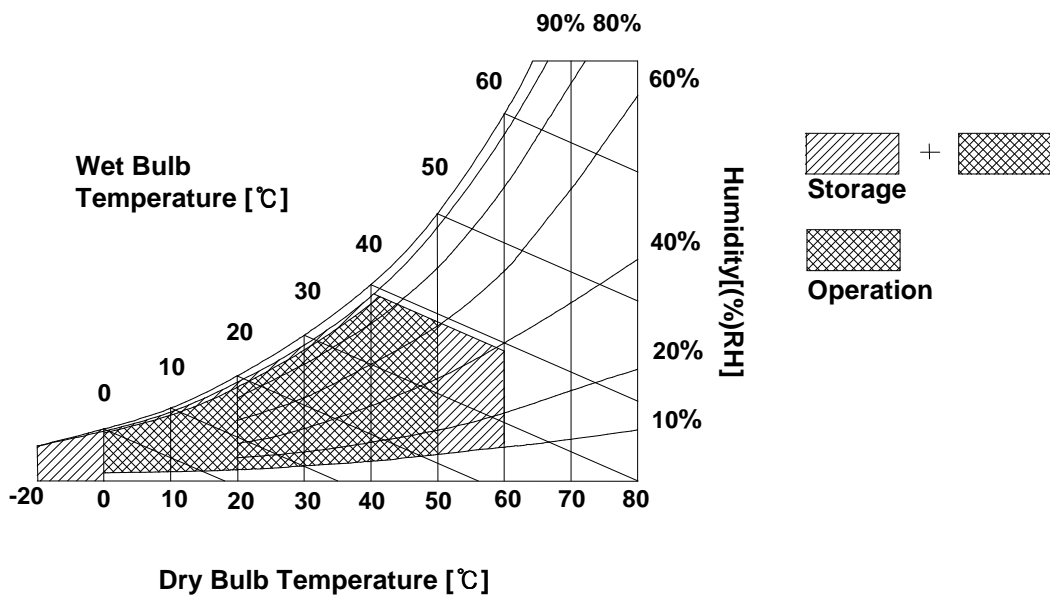 90% 80%
60
60%
50
Wet Bulb
Temperature [℃]
40
30
20
10
0
Humidity[(%)RH]
40%
20%
10%
-20 0 10 20 30 40 50 60 70 80
Dry Bulb Temperature [℃]
+
Storage
Operation